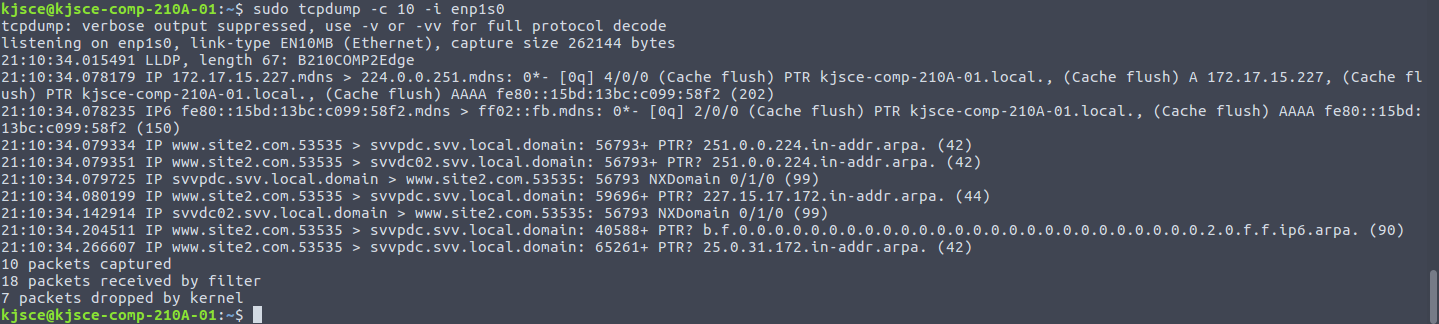 kjsce@kjsce-comp-210A-01:~$ sudo tcpdump -c 10 -i enp1s0
tcpdump: verbose output suppressed, use -v or -vv for full protocol decode
listening on enp1s0, link-type EN10MB (Ethernet), capture size 262144 bytes
21:10:34.015491 LLDP, length 67: B210COMP2Edge
21:10:34.078179 IP 172.17.15.227.mdns > 224.0.0.251.mdns: 0*- [0q] 4/0/0 (Cache flush) PTR kjsce-comp-210A-01.local., (Cache flush) A 172.17.15.227, (Cache fl
ush) PTR kjsce-comp-210A-01.local., (Cache flush) AAAA fe80::15bd:13bc:c099:58f2 (202)
21:10:34.078235 IP6 fe80::15bd:13bc:c099:58f2.mdns > ff02::fb.mdns: 0*- [0q] 2/0/0 (Cache flush) PTR kjsce-comp-210A-01.local., (Cache flush) AAAA fe80::15bd:
13bc:c099:58f2 (150)
21:10:34.079334 IP www.site2.com.53535 > svvpdc.svv.local.domain: 56793+ PTR? 251.0.0.224.in-addr.arpa. (42)
21:10:34.079351 IP www.site2.com.53535 > svvdc02.svv.local.domain: 56793+ PTR? 251.0.0.224.in-addr.arpa. (42)
21:10:34.079725 IP svvpdc.svv.local.domain > www.site2.com.53535: 56793 NXDomain 0/1/0 (99)
21:10:34.080199 IP www.site2.com.53535 > svvpdc.svv.local.domain: 59696+ PTR? 227.15.17.172.in-addr.arpa. (44)
21:10:34.142914 IP svvdc02.svv.local.domain > www.site2.com.53535: 56793 NXDomain 0/1/0 (99)
21:10:34.204511 IP www.site2.com.53535 > svvpdc.svv.local.domain: 40588+ PTR? b.f.0.0.0.0.0.0.0.0.0.0.0.0.0.0.0.0.0.0.0.0.0.0.0.0.0.0.2.0.f.f.ip6.arpa. (90)
21:10:34.266607 IP www.site2.com.53535 > svvpdc.svv.local.domain: 65261+ PTR? 25.0.31.172.in-addr.arpa. (42)
10 packets captured
18 packets received by filter
7 packets dropped by kernel
kjsce@kjsce-comp-210A-01:~$